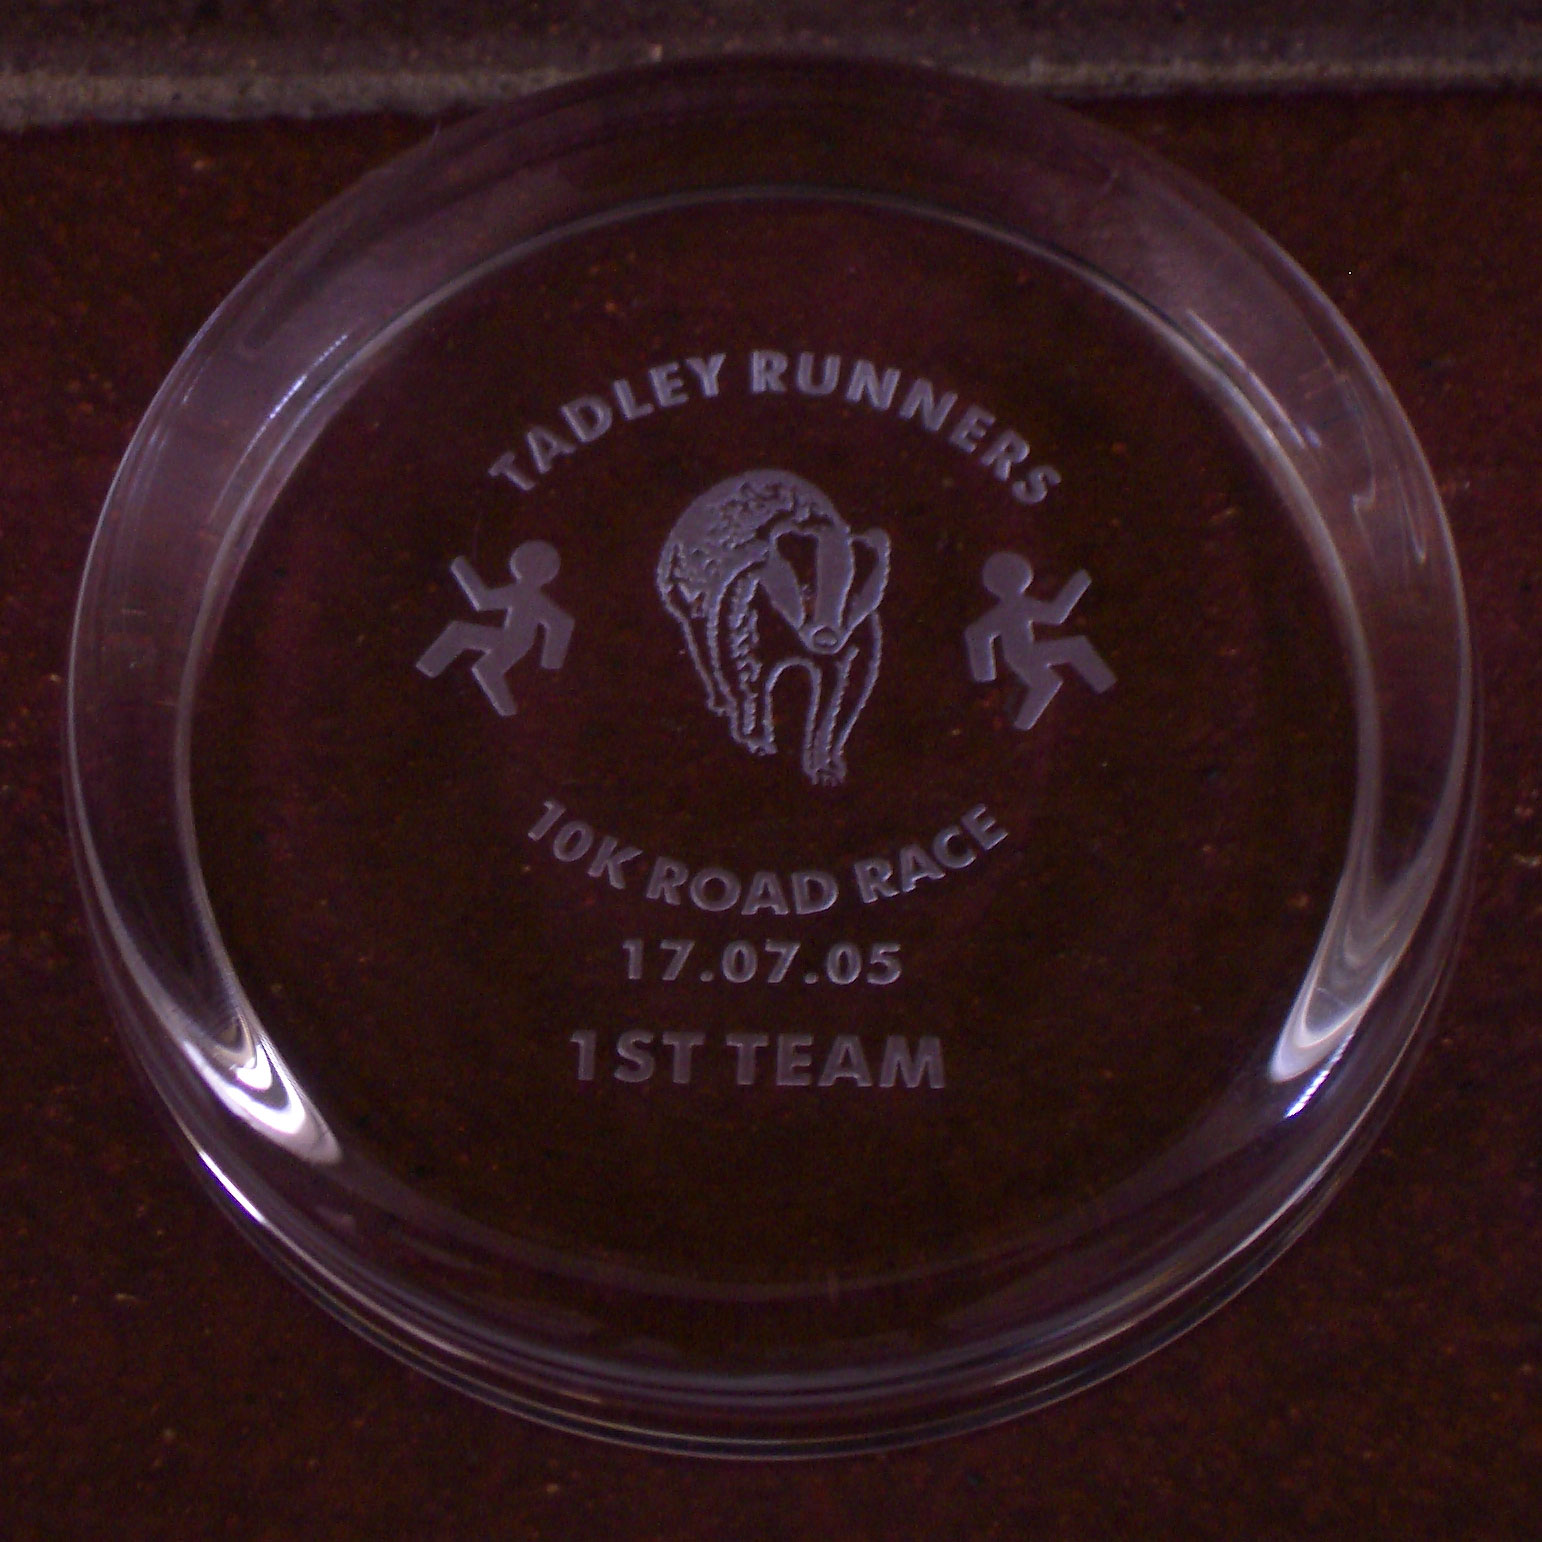 TADLEY RUNNERS
10K ROAD RACE
17.07.05
1ST TEAM